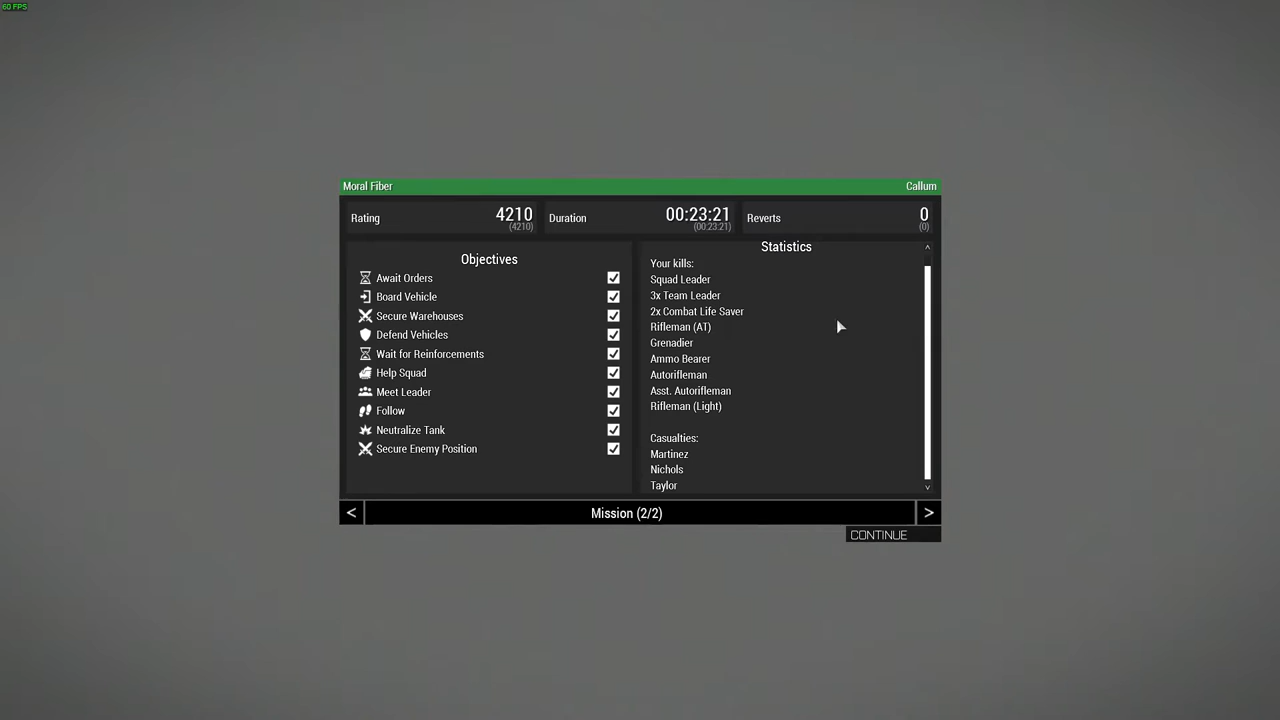 60 FPS
Moral Fiber
Callum
Rating
4210
(4210)
Duration
00:23:21
(00:23:21)
Reverts
0
(0)
Objectives
Await Orders
Board Vehicle
Secure Warehouses
Defend Vehicles
Wait for Reinforcements
Help Squad
Meet Leader
Follow
Neutralize Tank
Secure Enemy Position
Statistics
Your kills:
Squad Leader
3x Team Leader
2x Combat Life Saver
Rifleman (AT)
Grenadier
Ammo Bearer
Autorifleman
Asst. Autorifleman
Rifleman (Light)
Casualties:
Martinez
Nichols
Taylor
< Mission (2/2) >
CONTINUE